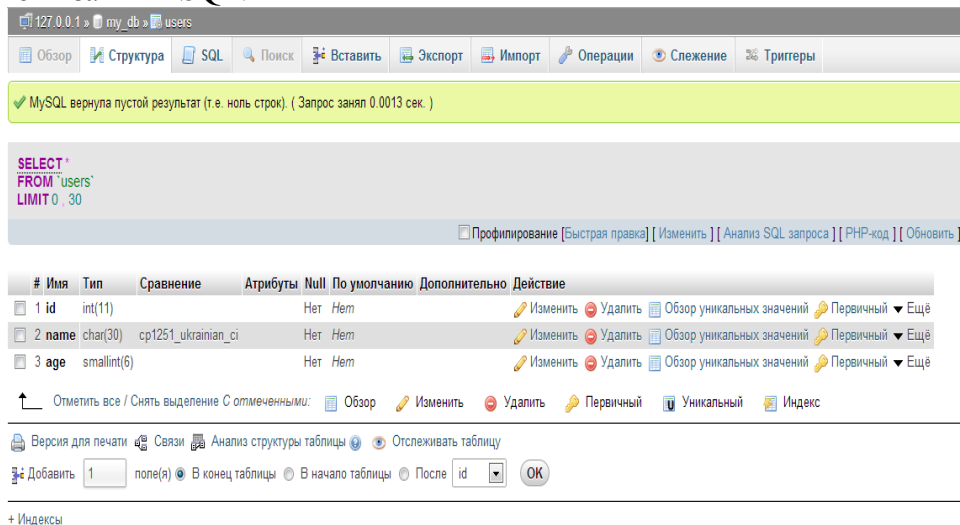 127.0.0.1 » my_db » users
Обзор Структура SQL Поиск Вставить Экспорт Импорт Операции Слежение Триггеры
MySQL вернула пустой результат (т.е. ноль строк). ( Запрос занял 0.0013 сек. )
SELECT *
FROM `users`
LIMIT 0 , 30
Профилирование [Быстрая правка] [ Изменить ] [ Анализ SQL запроса ] [ PHP-код ] [ Обновить ]
# Имя Тип Сравнение Атрибуты Null По умолчанию Дополнительно Действие
1 id int(11) Нет Нет Изменить Удалить Обзор уникальных значений Первичный ▼ Ещё
2 name char(30) cp1251_ukrainian_ci Нет Нет Изменить Удалить Обзор уникальных значений Первичный ▼ Ещё
3 age smallint(6) Нет Нет Изменить Удалить Обзор уникальных значений Первичный ▼ Ещё
Отметить все / Снять выделение С отмеченными: Обзор Изменить Удалить Первичный Уникальный Индекс
Версия для печати Связи Анализ структуры таблицы Отслеживать таблицу
Добавить 1 поле(я) В конец таблицы В начало таблицы После id OK
+ Индексы